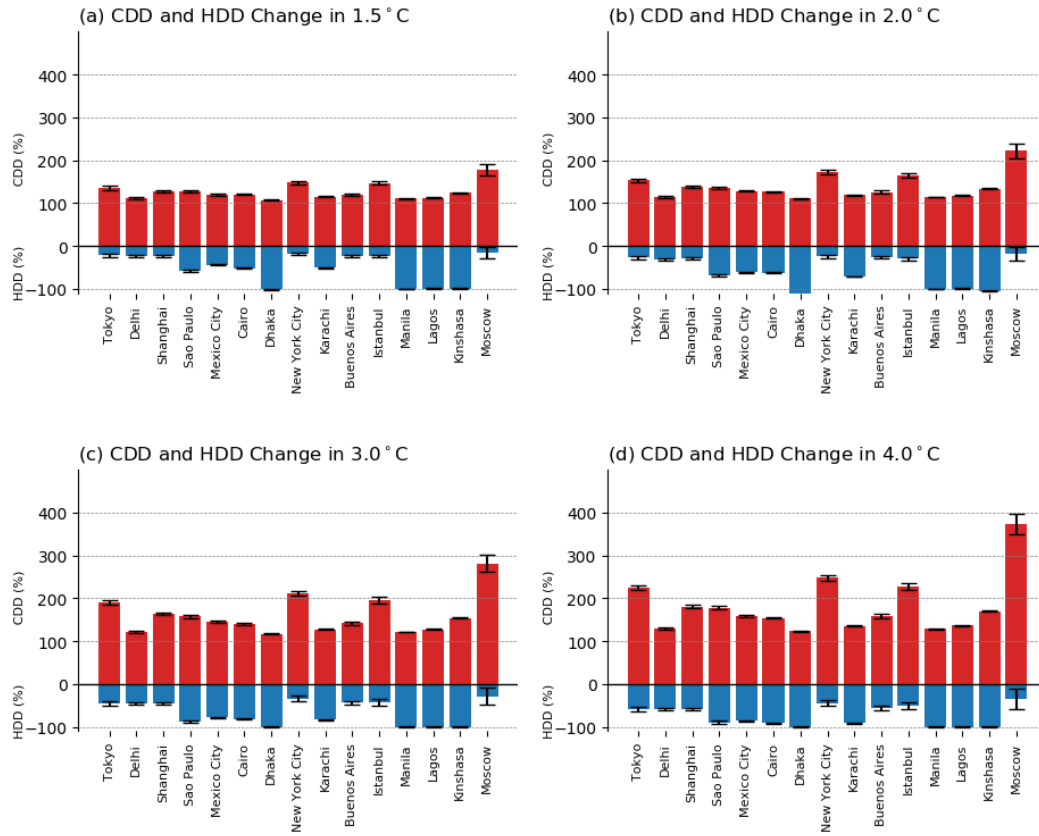 (a) CDD and HDD Change in 1.5°C
400
300
200
100
0
−100
CDD (%)
HDD (%)
Tokyo
Delhi
Shanghai
Sao Paulo
Mexico City
Cairo
Dhaka
New York City
Karachi
Buenos Aires
Istanbul
Manila
Lagos
Kinshasa
Moscow
(b) CDD and HDD Change in 2.0°C
400
300
200
100
0
−100
CDD (%)
HDD (%)
Tokyo
Delhi
Shanghai
Sao Paulo
Mexico City
Cairo
Dhaka
New York City
Karachi
Buenos Aires
Istanbul
Manila
Lagos
Kinshasa
Moscow
(c) CDD and HDD Change in 3.0°C
400
300
200
100
0
−100
CDD (%)
HDD (%)
Tokyo
Delhi
Shanghai
Sao Paulo
Mexico City
Cairo
Dhaka
New York City
Karachi
Buenos Aires
Istanbul
Manila
Lagos
Kinshasa
Moscow
(d) CDD and HDD Change in 4.0°C
400
300
200
100
0
−100
CDD (%)
HDD (%)
Tokyo
Delhi
Shanghai
Sao Paulo
Mexico City
Cairo
Dhaka
New York City
Karachi
Buenos Aires
Istanbul
Manila
Lagos
Kinshasa
Moscow